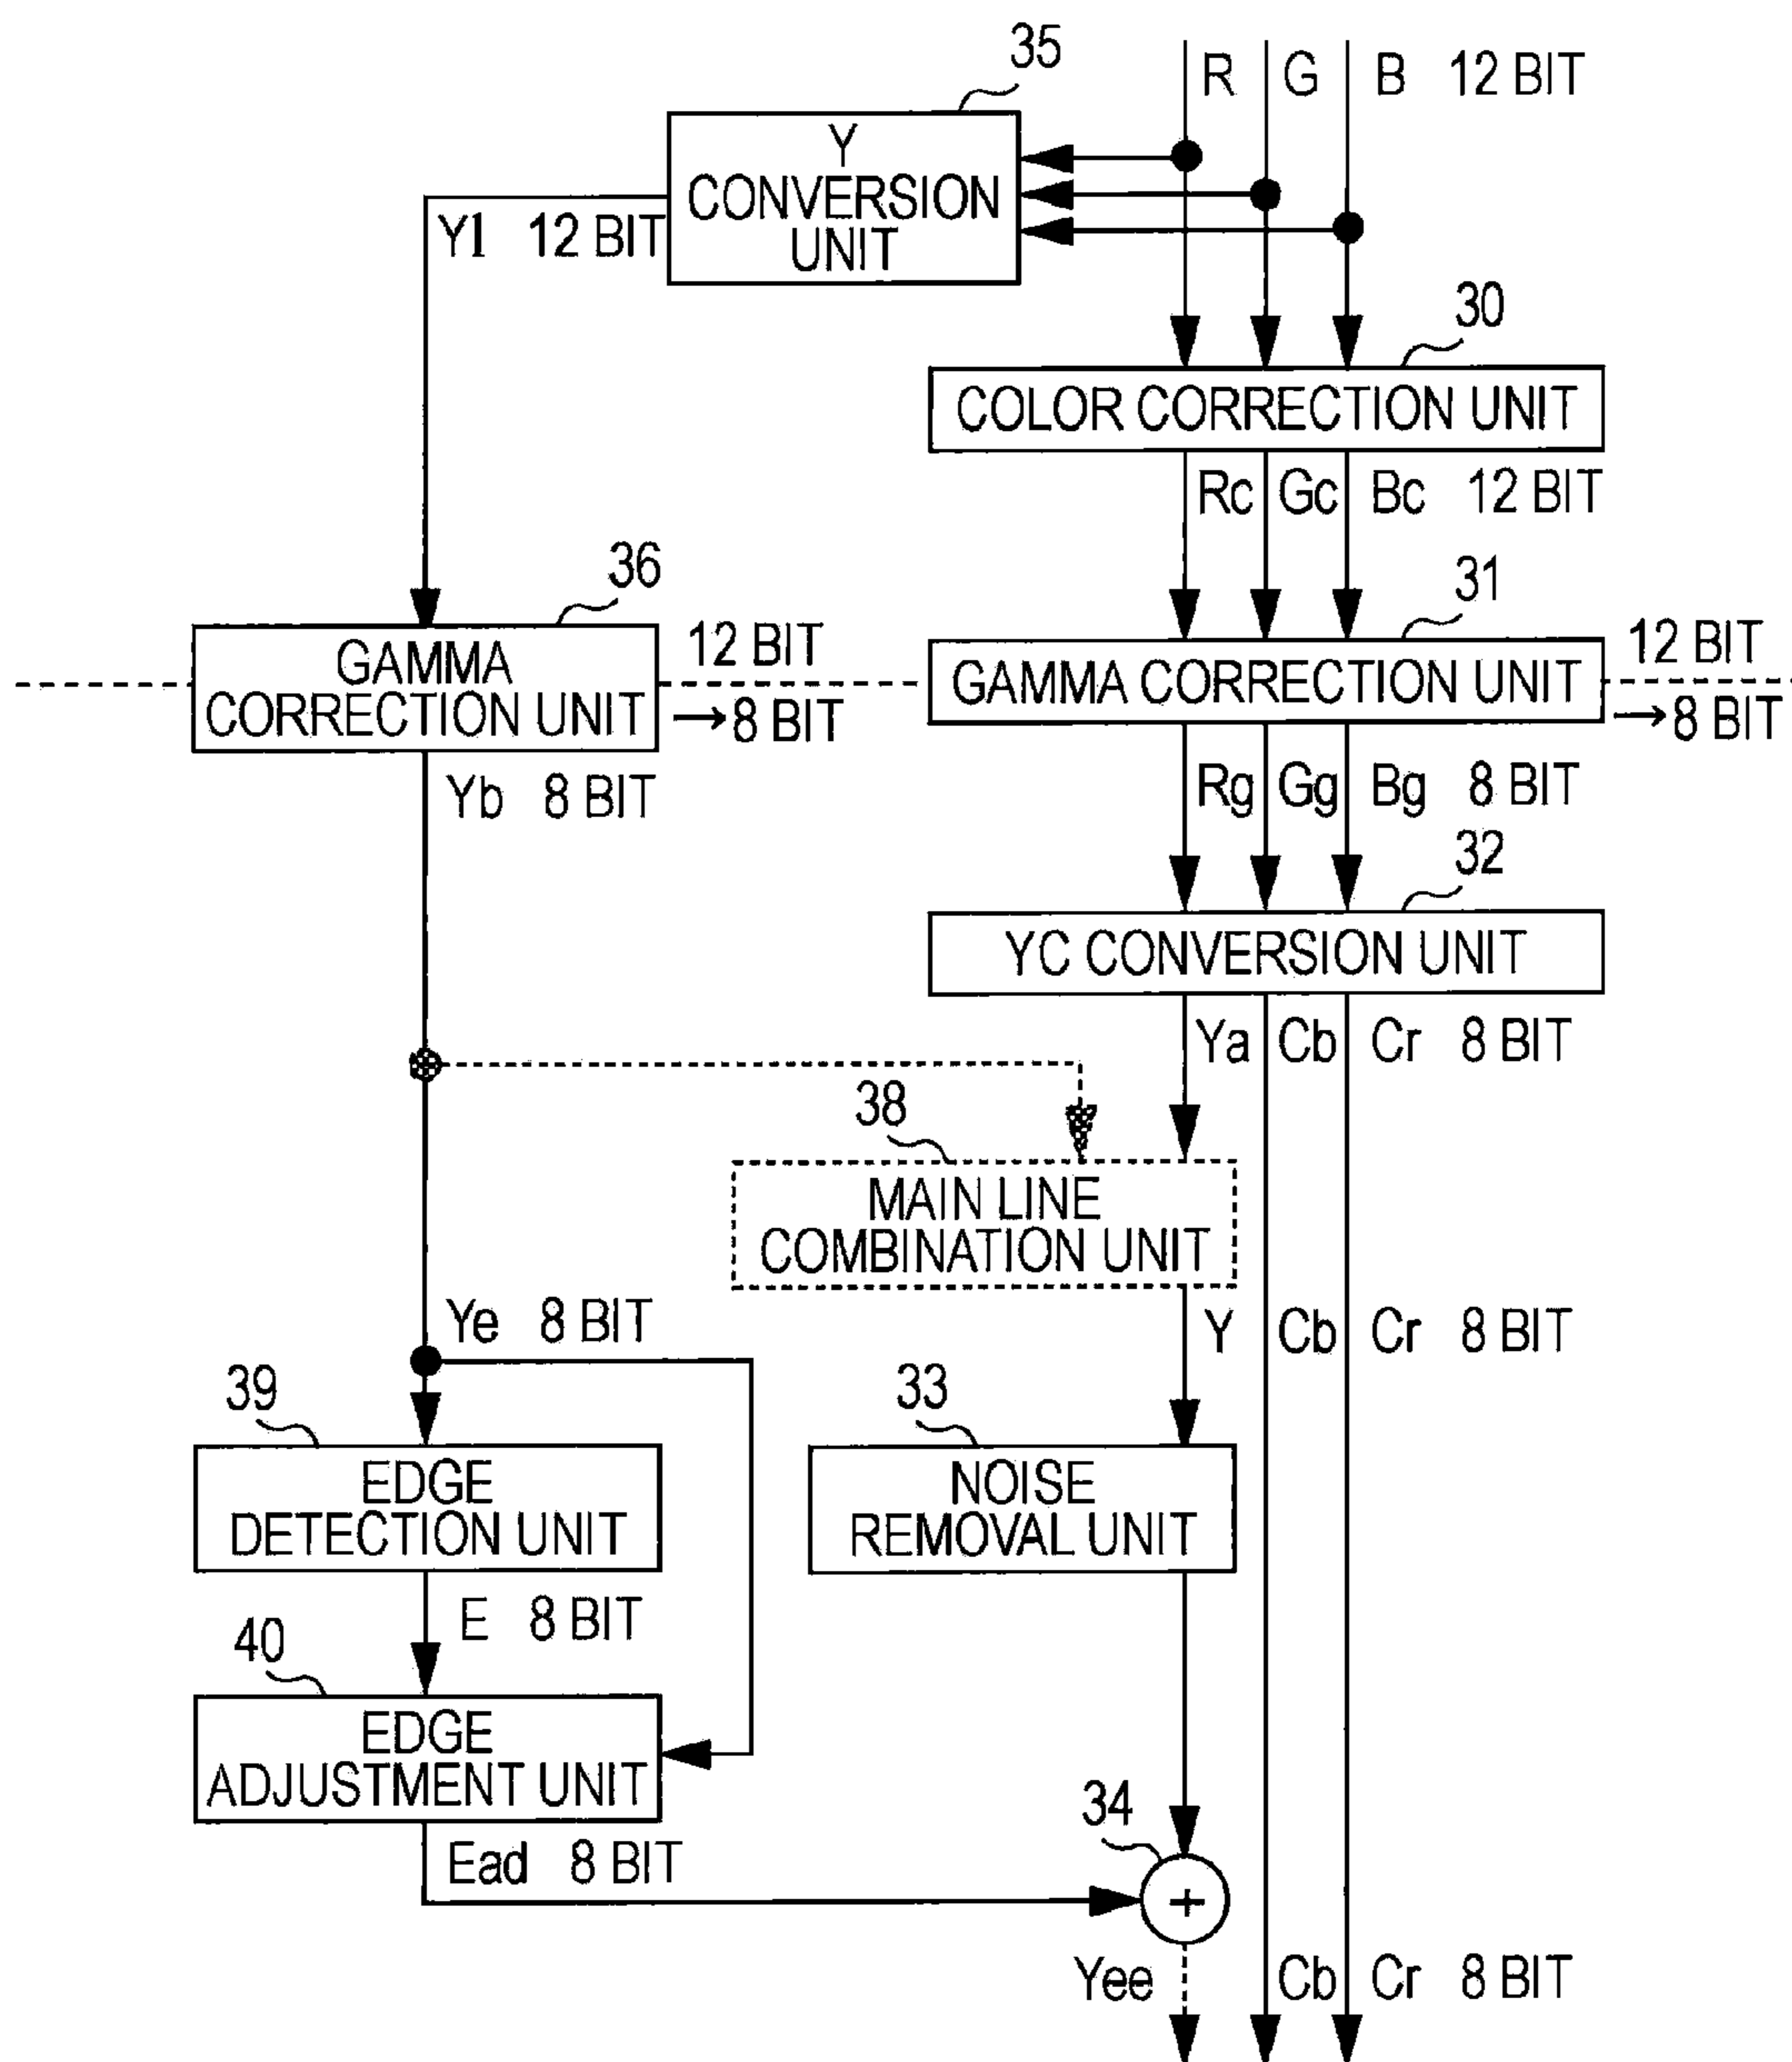 35
R G B 12 BIT
Y
CONVERSION
UNIT
Yl 12 BIT
30
COLOR CORRECTION UNIT
Rc Gc Bc 12 BIT
36
31
GAMMA
CORRECTION UNIT
12 BIT
→8 BIT
GAMMA CORRECTION UNIT
12 BIT
→8 BIT
Yb 8 BIT
Rg Gg Bg 8 BIT
32
YC CONVERSION UNIT
Ya Cb Cr 8 BIT
38
MAIN LINE
COMBINATION UNIT
Ye 8 BIT
Y Cb Cr 8 BIT
39
33
EDGE
DETECTION UNIT
NOISE
REMOVAL UNIT
E 8 BIT
40
EDGE
ADJUSTMENT UNIT
34
Ead 8 BIT
+
Yee Cb Cr 8 BIT